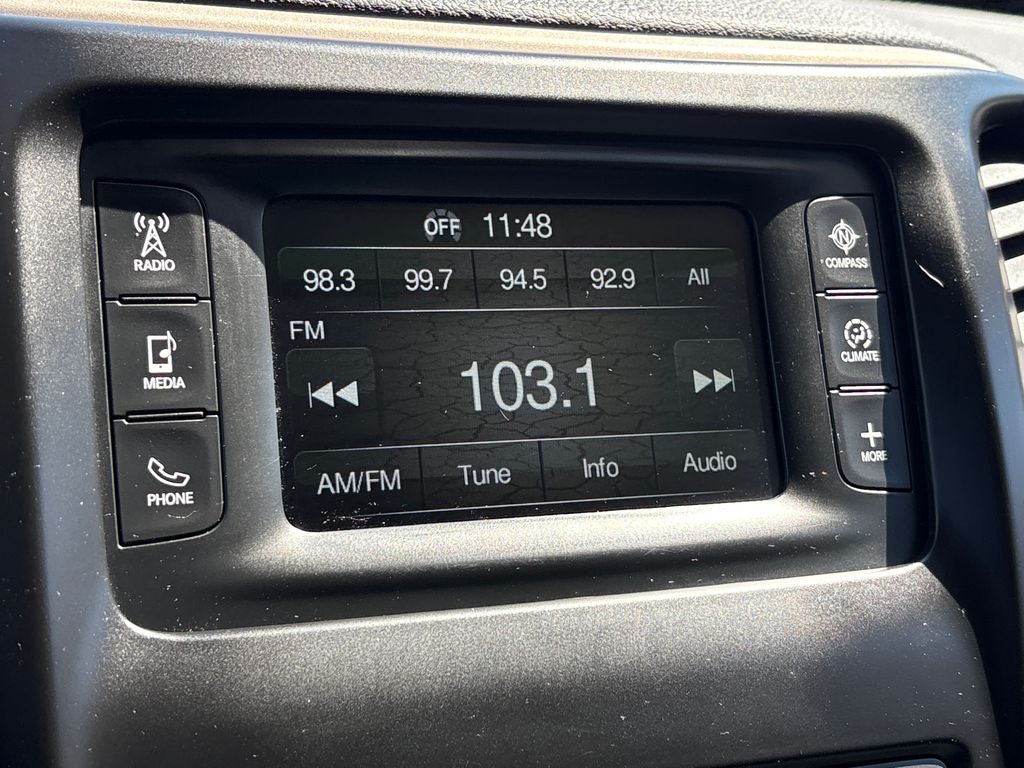 OFF 11:48
98.3 99.7 94.5 92.9 All
FM
103.1
AM/FM Tune Info Audio
RADIO
MEDIA
PHONE
N
COMPASS
CLIMATE
MORE